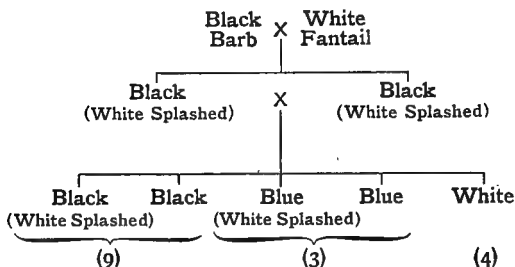 Black X White
Barb Fantail
Black X Black
(White Splashed) (White Splashed)
Black Black Blue Blue White
(White Splashed) (White Splashed)
(9) (3) (4)